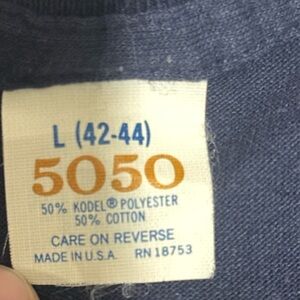 L (42-44)
5050
50% KODEL® POLYESTER
50% COTTON
CARE ON REVERSE
MADE IN U.S.A. RN 18753